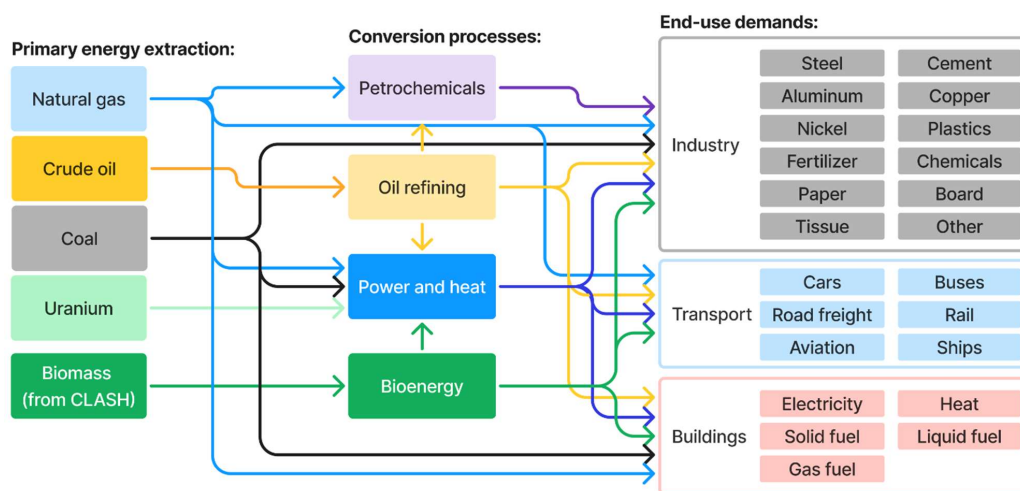 Primary energy extraction:
Natural gas
Crude oil
Coal
Uranium
Biomass
(from CLASH)
Conversion processes:
Petrochemicals
Oil refining
Power and heat
Bioenergy
End-use demands:
Industry
Steel
Cement
Aluminum
Copper
Nickel
Plastics
Fertilizer
Chemicals
Paper
Board
Tissue
Other
Transport
Cars
Buses
Road freight
Rail
Aviation
Ships
Buildings
Electricity
Heat
Solid fuel
Liquid fuel
Gas fuel